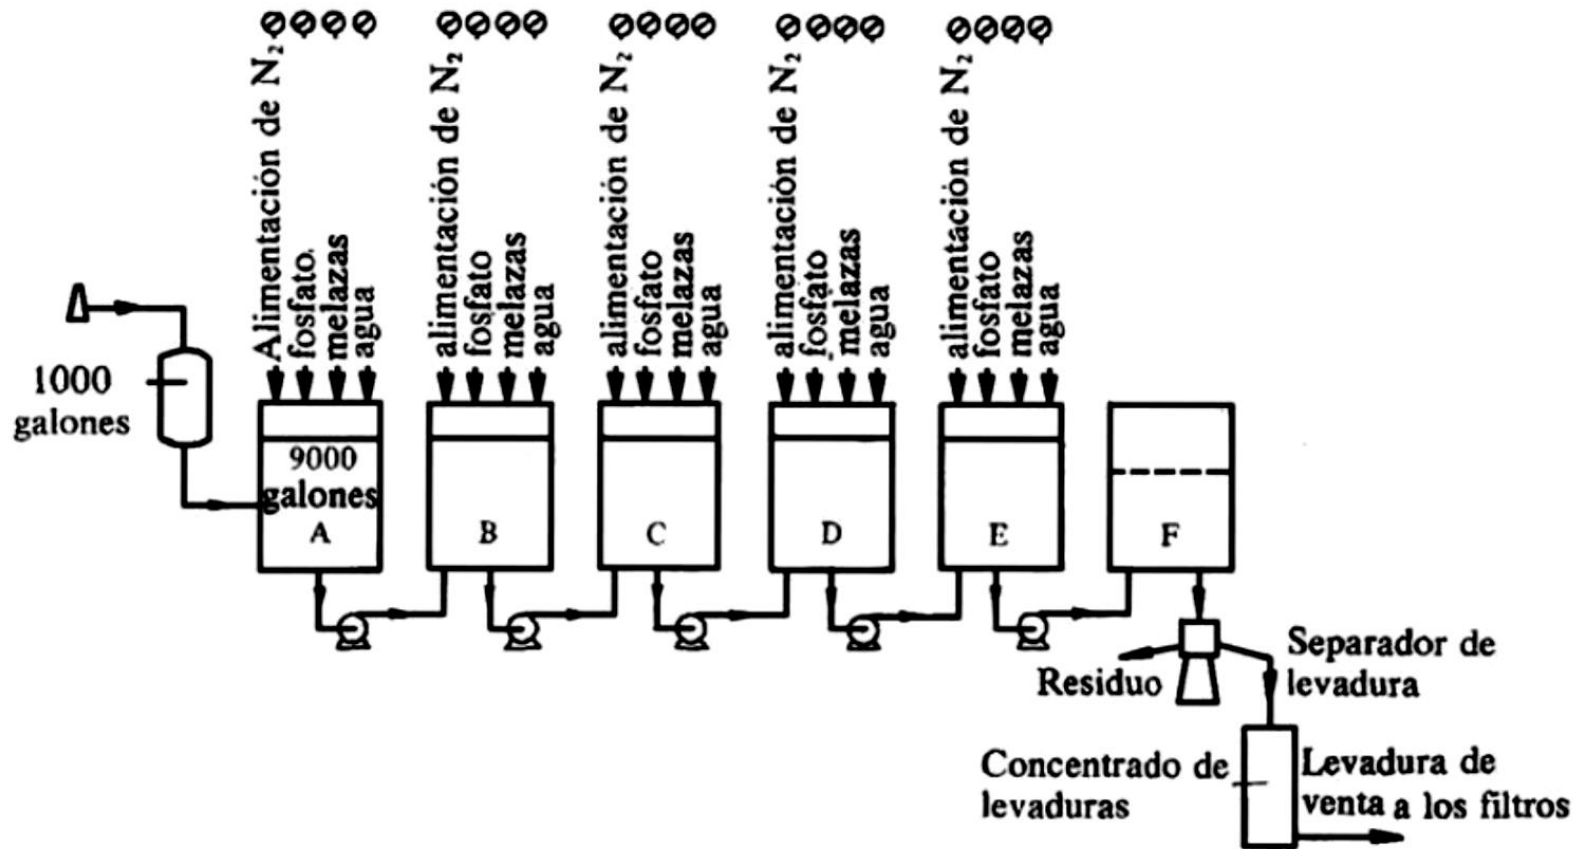 Alimentación de N₂
fosfato.
melazas
agua
alimentación de N₂
fosfato
melazas
agua
alimentación de N₂
fosfato
melazas
agua
alimentación de N₂
fosfato
melazas
agua
alimentación de N₂
fosfato
melazas
agua
1000
galones
9000
galones
A
B
C
D
E
F
Residuo
Separador de
levadura
Concentrado de
levaduras
Levadura de
venta a los filtros